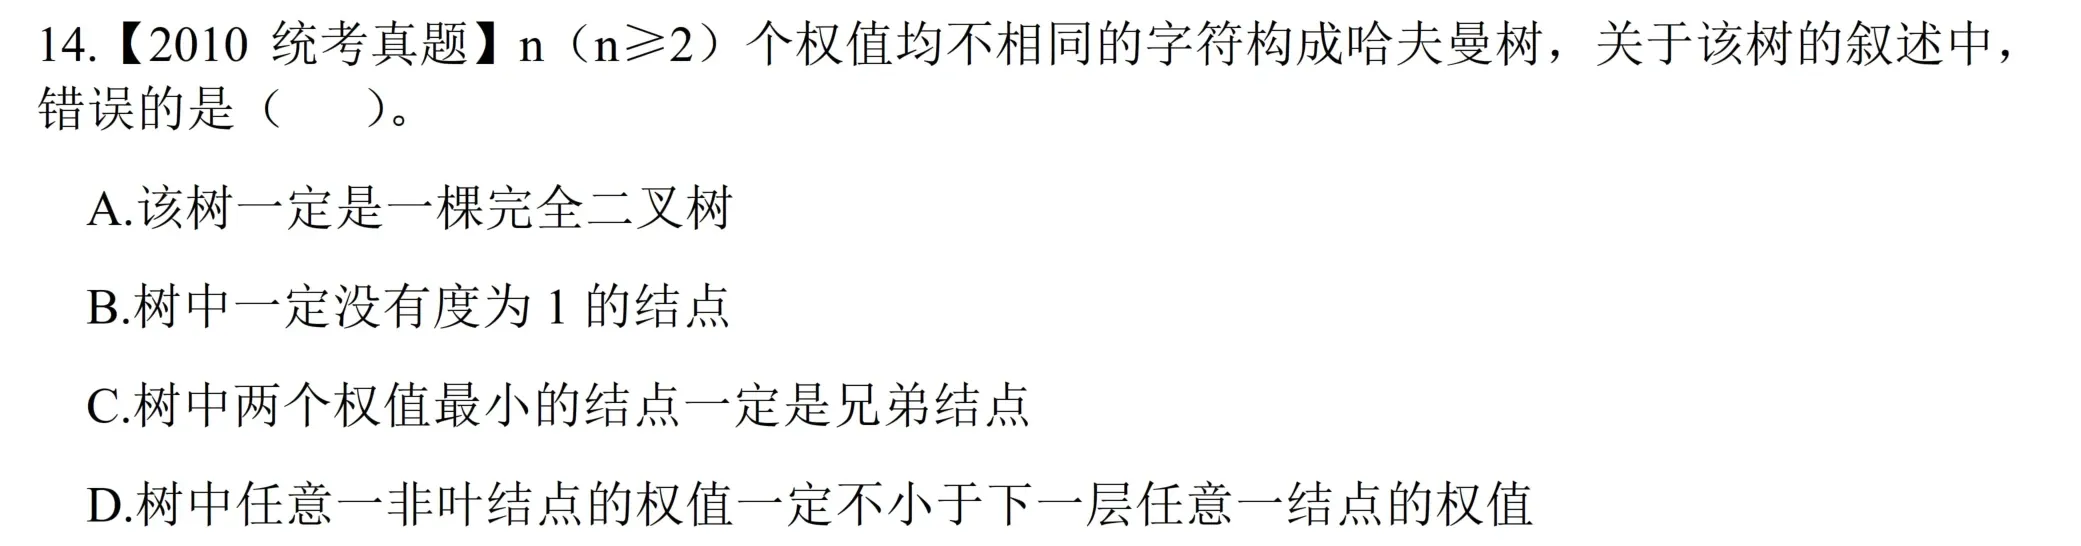 14.【2010 统考真题】n（n≥2）个权值均不相同的字符构成哈夫曼树，关于该树的叙述中，
错误的是（　　）。
A.该树一定是一棵完全二叉树
B.树中一定没有度为 1 的结点
C.树中两个权值最小的结点一定是兄弟结点
D.树中任意一非叶结点的权值一定不小于下一层任意一结点的权值